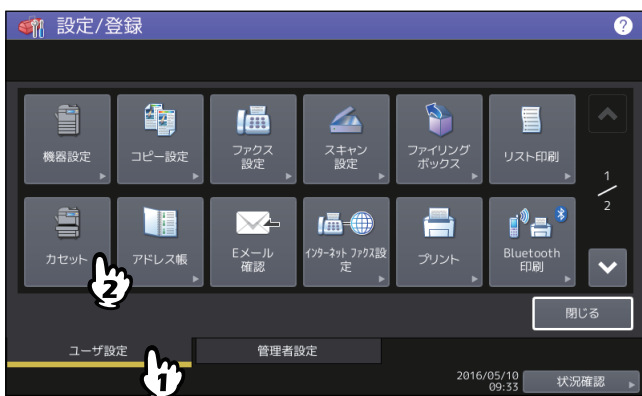 設定/登録
?
機器設定
コピー設定
ファクス
設定
スキャン
設定
ファイリング
ボックス
リスト印刷
1
2
カセット
アドレス帳
Eメール
確認
インターネット ファクス設
定
プリント
Bluetooth
印刷
2
閉じる
ユーザ設定
管理者設定
1
2016/05/10
09:33
状況確認